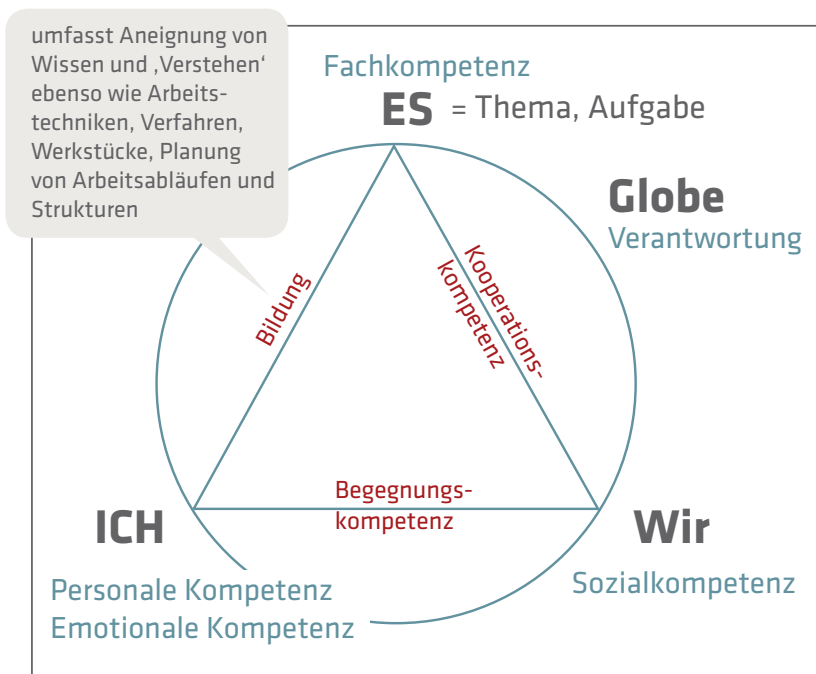 umfasst Aneignung von
Wissen und ‚Verstehen‘
ebenso wie Arbeits-
techniken, Verfahren,
Werkstücke, Planung
von Arbeitsabläufen und
Strukturen
Fachkompetenz
ES = Thema, Aufgabe
Globe
Verantwortung
Bildung
Kooperations-
kompetenz
Begegnungs-
kompetenz
ICH
Wir
Personale Kompetenz
Emotionale Kompetenz
Sozialkompetenz